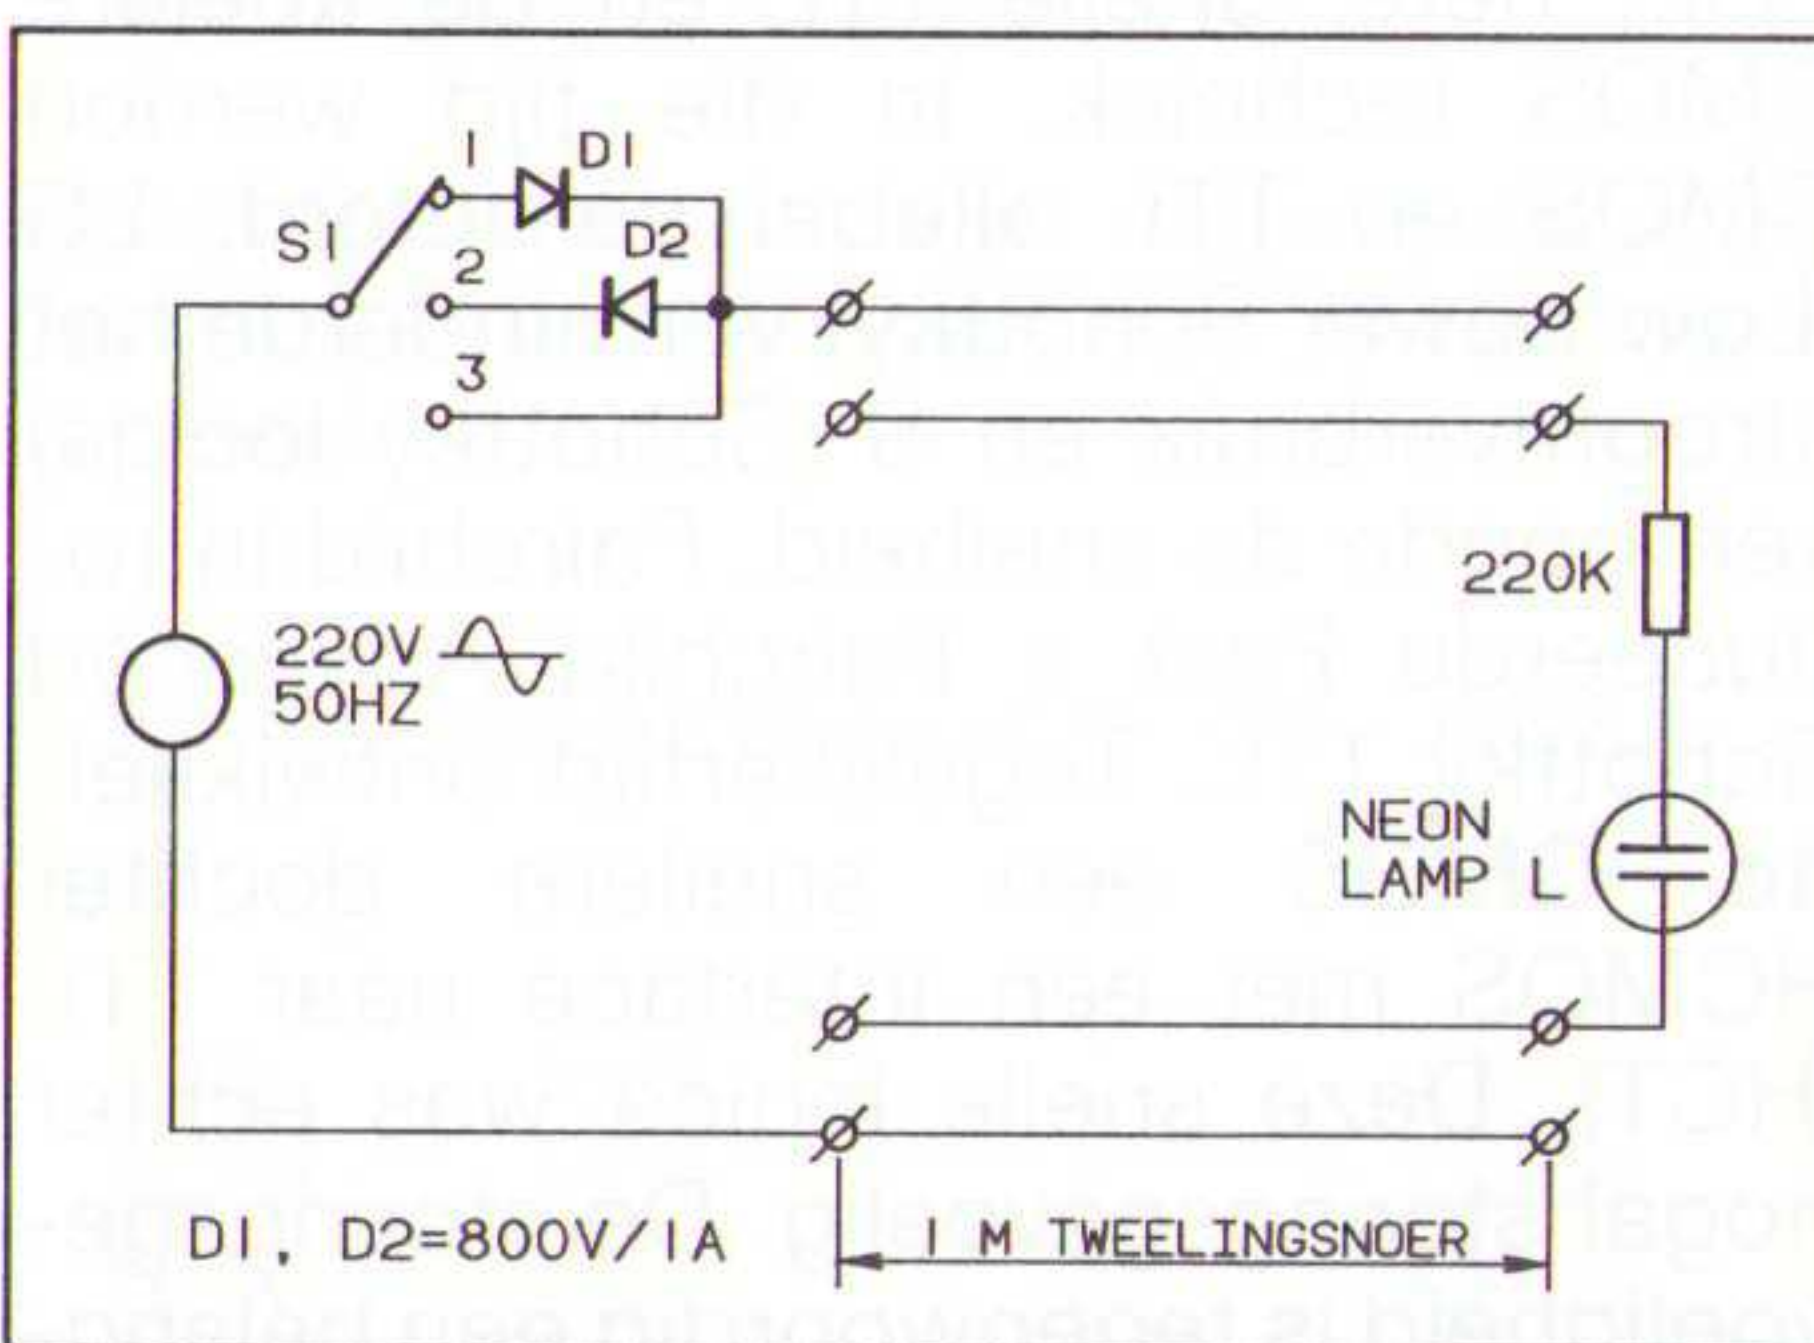 1 D1
S1
2 D2
3
220K
220V
50HZ
NEON
LAMP L
D1, D2=800V/1A
1 M TWEELINGSNOER